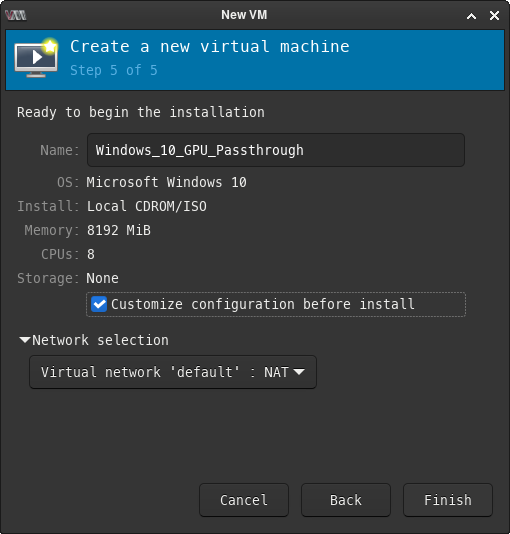 New VM
Create a new virtual machine
Step 5 of 5
Ready to begin the installation
Name: Windows_10_GPU_Passthrough
OS: Microsoft Windows 10
Install: Local CDROM/ISO
Memory: 8192 MiB
CPUs: 8
Storage: None
Customize configuration before install
Network selection
Virtual network 'default' : NAT
Cancel Back Finish